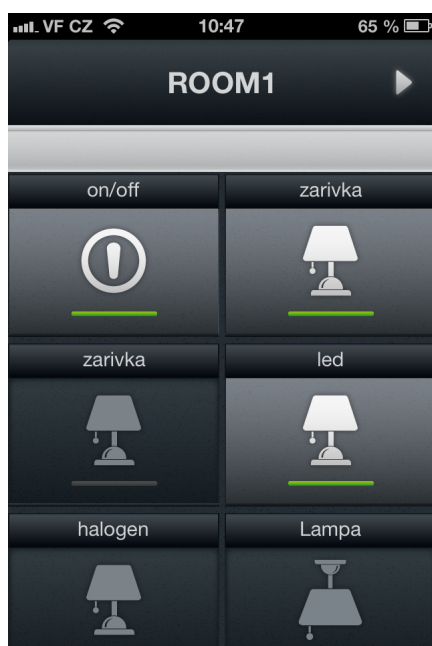 VF CZ 10:47 65 %
ROOM1
on/off zarivka
zarivka led
halogen Lampa